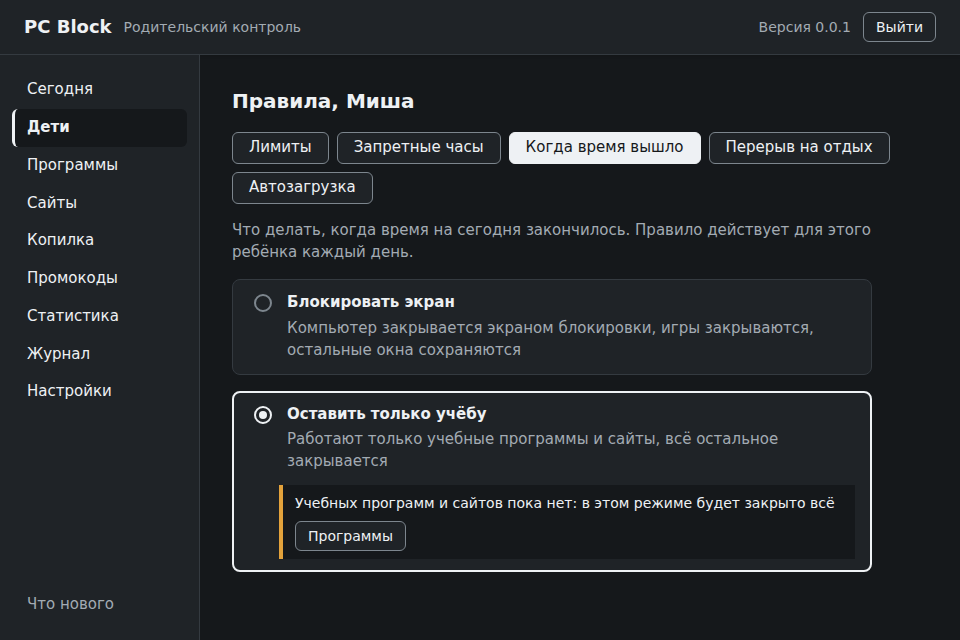 PC Block Родительский контроль Версия 0.0.1 Выйти
Сегодня
Дети
Программы
Сайты
Копилка
Промокоды
Статистика
Журнал
Настройки
Что нового
Правила, Миша
Лимиты Запретные часы Когда время вышло Перерыв на отдых
Автозагрузка
Что делать, когда время на сегодня закончилось. Правило действует для этого
ребёнка каждый день.
Блокировать экран
Компьютер закрывается экраном блокировки, игры закрываются,
остальные окна сохраняются
Оставить только учёбу
Работают только учебные программы и сайты, всё остальное
закрывается
Учебных программ и сайтов пока нет: в этом режиме будет закрыто всё
Программы